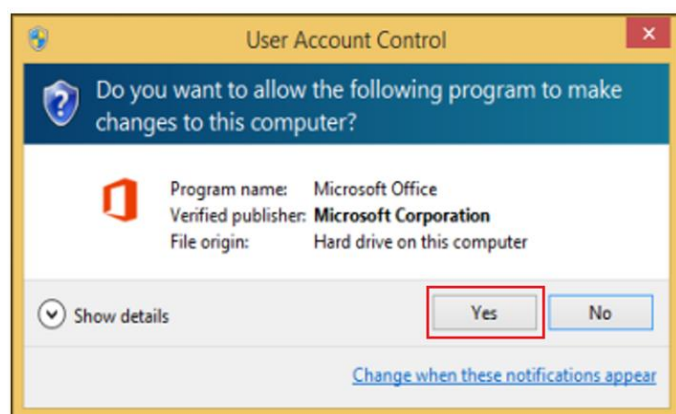 User Account Control
Do you want to allow the following program to make
changes to this computer?
Program name: Microsoft Office
Verified publisher: Microsoft Corporation
File origin: Hard drive on this computer
Show details
Yes
No
Change when these notifications appear